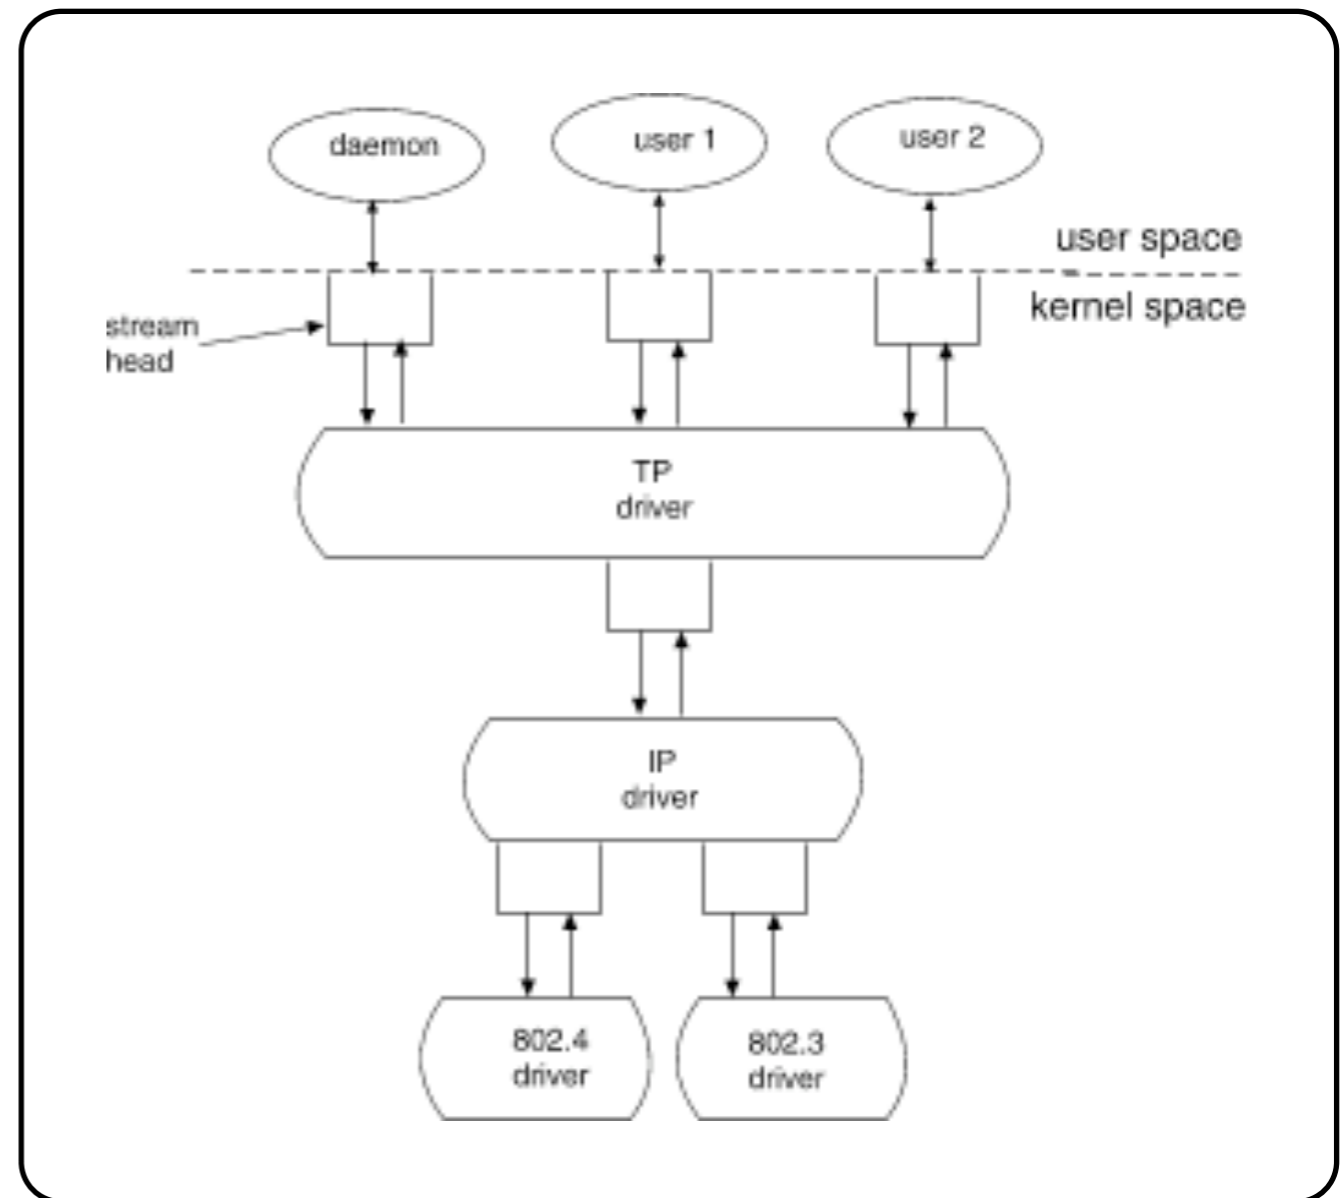 daemon
user 1
user 2
user space
kernel space
stream
head
TP
driver
IP
driver
802.4
driver
802.3
driver